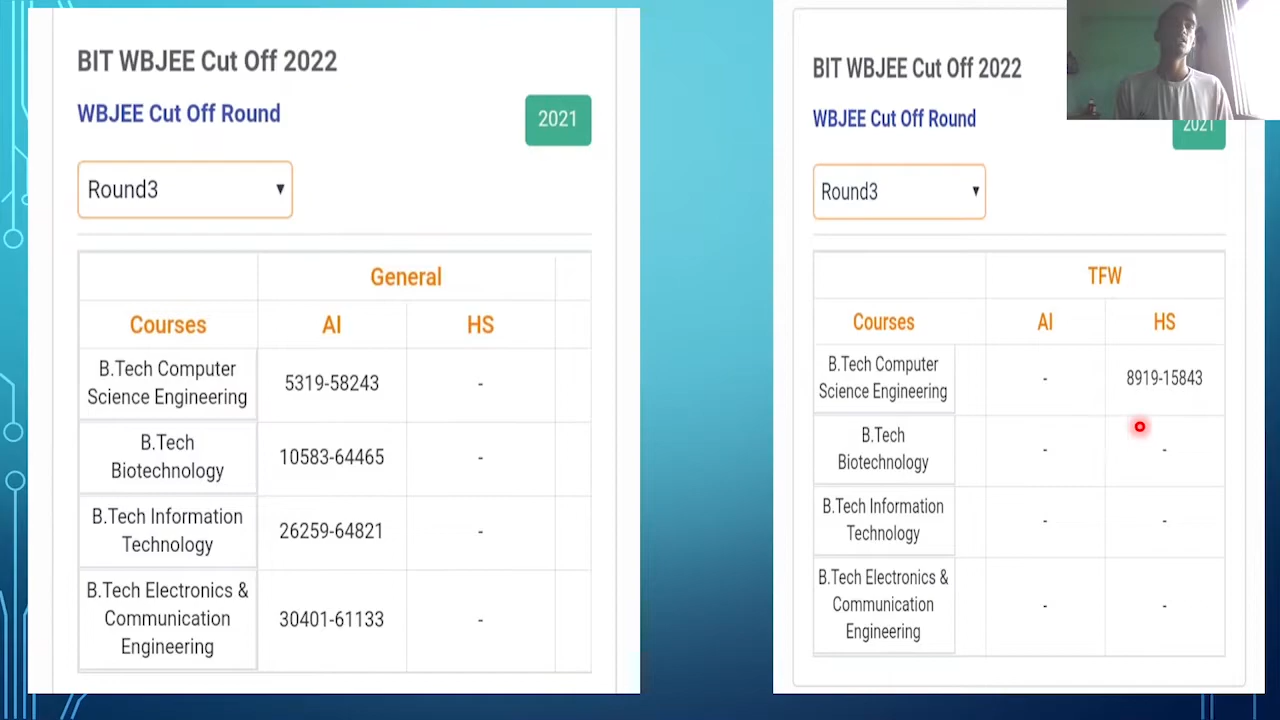 BIT WBJEE Cut Off 2022
WBJEE Cut Off Round
2021
Round3
General
Courses AI HS
B.Tech Computer
Science Engineering
5319-58243 -
B.Tech
Biotechnology
10583-64465 -
B.Tech Information
Technology
26259-64821 -
B.Tech Electronics &
Communication
Engineering
30401-61133 -
BIT WBJEE Cut Off 2022
WBJEE Cut Off Round
2021
Round3
TFW
Courses AI HS
B.Tech Computer
Science Engineering
- 8919-15843
B.Tech
Biotechnology
- -
B.Tech Information
Technology
- -
B.Tech Electronics &
Communication
Engineering
- -